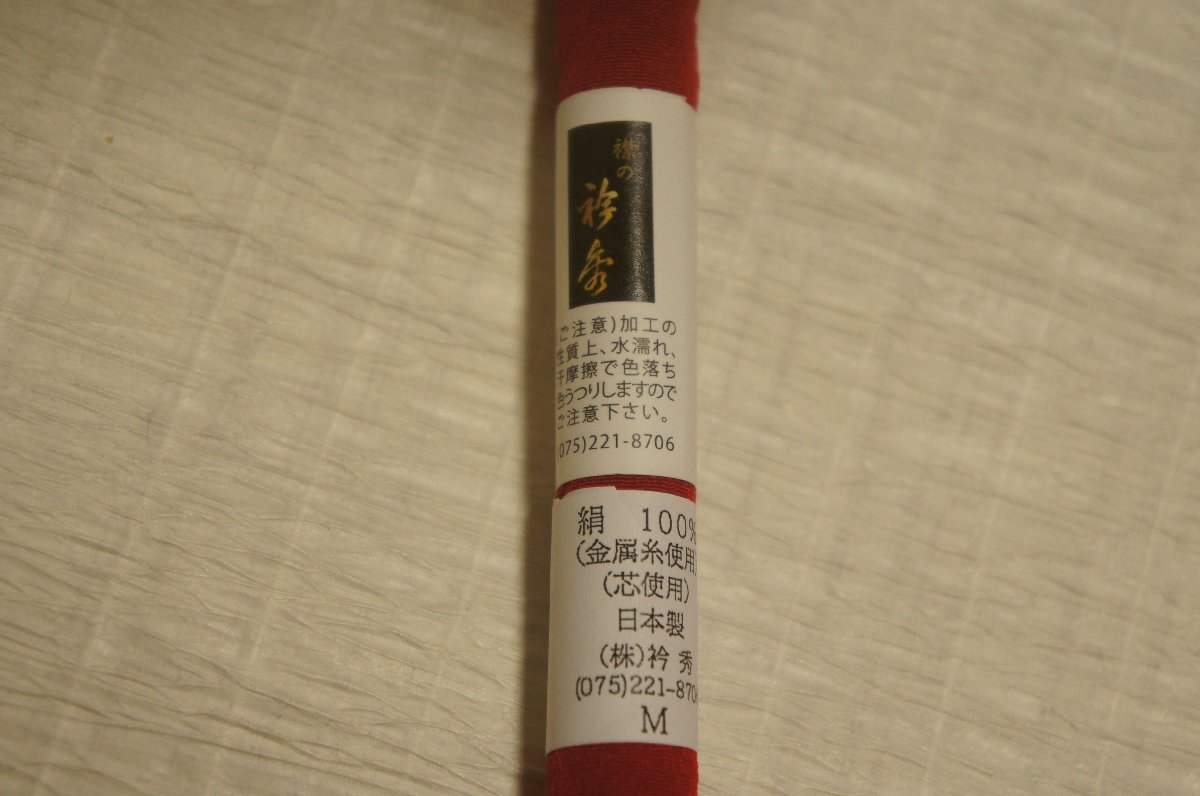 襟の
衿秀
ご注意)加工の
性質上、水濡れ、
汗摩擦で色落ち
色うつりしますので
ご注意下さい。
(075)221-8706
絹 100%
(金属糸使用)
(芯使用)
日本製
(株)衿秀
(075)221-8706
M